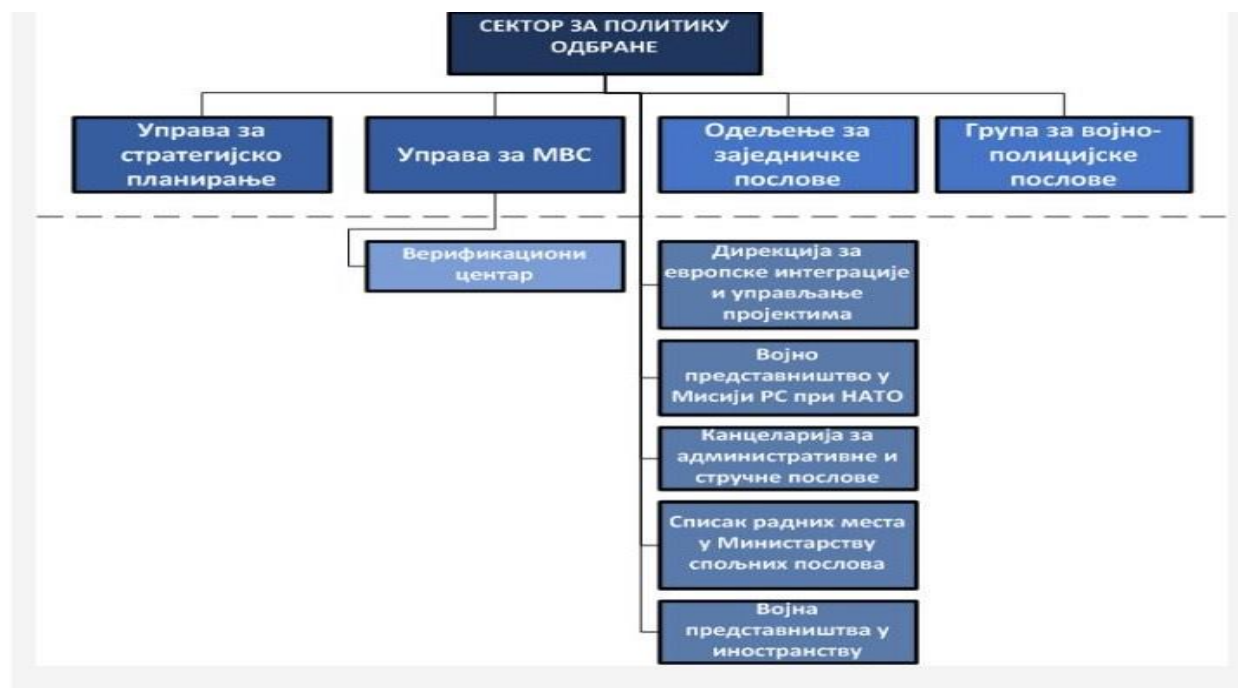 СЕКТОР ЗА ПОЛИТИКУ
ОДБРАНЕ
Управа за
стратегијско
планирање
Управа за МВС
Одељење за
заједничке
послове
Група за војно-
полицијске
послове
Верификациони
центар
Дирекција за
европске интеграције
и управљање
пројектима
Војно
представништво у
Мисији РС при НАТО
Канцеларија за
административне и
стручне послове
Списак радних места
у Министарству
спољних послова
Војна
представништва у
иностранству